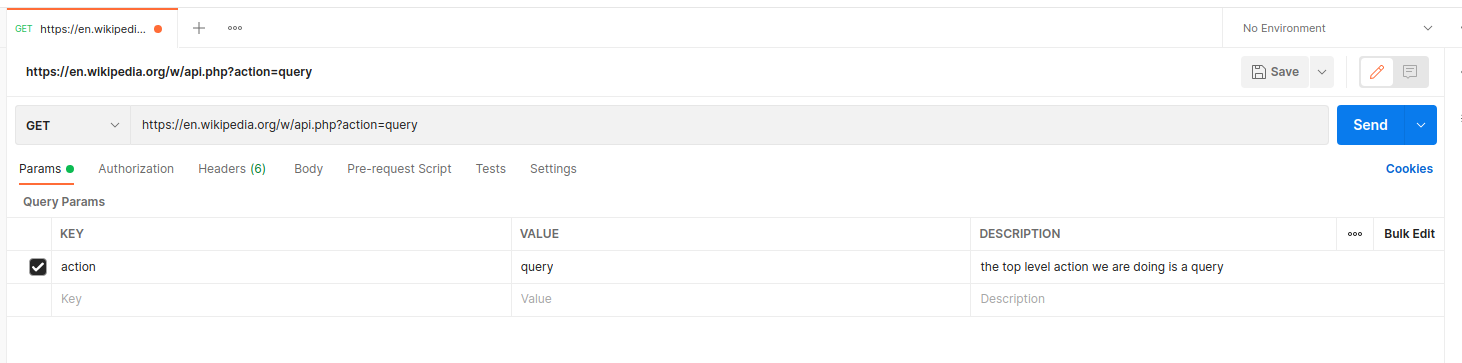 GET https://en.wikipedi... No Environment
https://en.wikipedia.org/w/api.php?action=query Save
GET https://en.wikipedia.org/w/api.php?action=query Send
Params Authorization Headers (6) Body Pre-request Script Tests Settings Cookies
Query Params
KEY VALUE DESCRIPTION Bulk Edit
action query the top level action we are doing is a query
Key Value Description